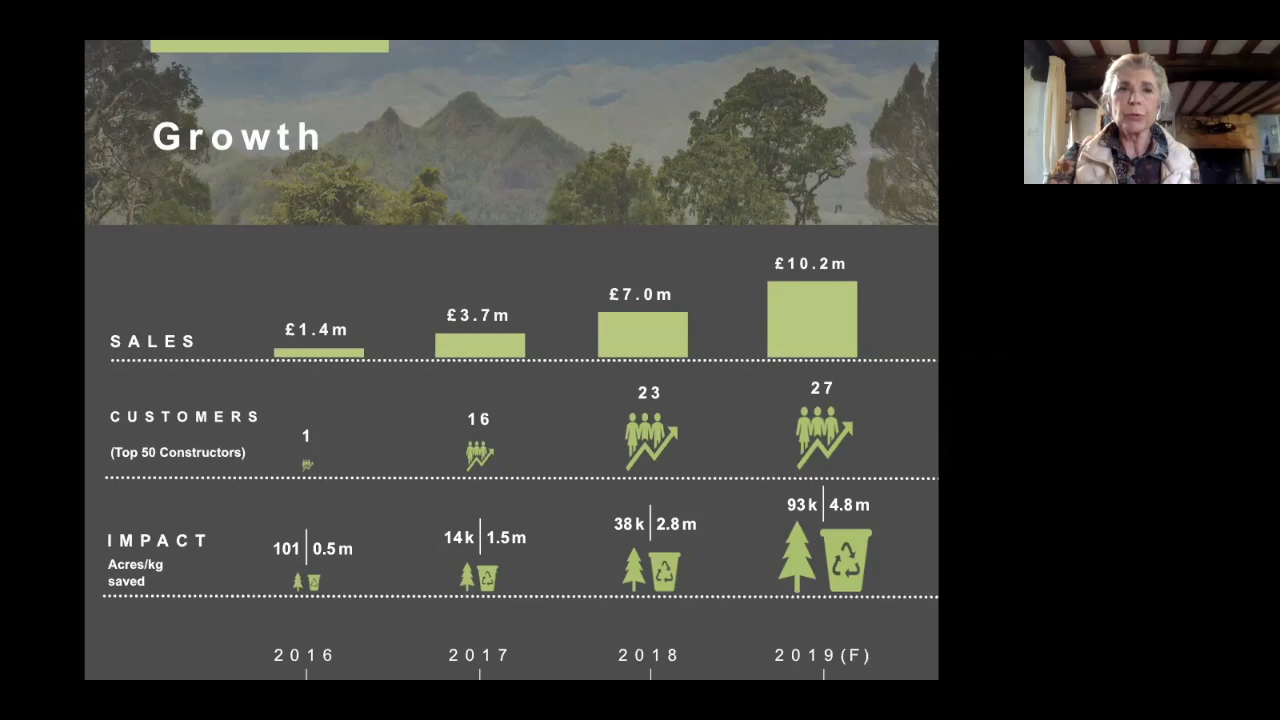 Growth
£10.2m
£7.0m
£3.7m
£1.4m
SALES
27
23
16
1
CUSTOMERS
(Top 50 Constructors)
93k 4.8m
38k 2.8m
14k 1.5m
101 0.5m
IMPACT
Acres/kg
saved
2016 2017 2018 2019(F)